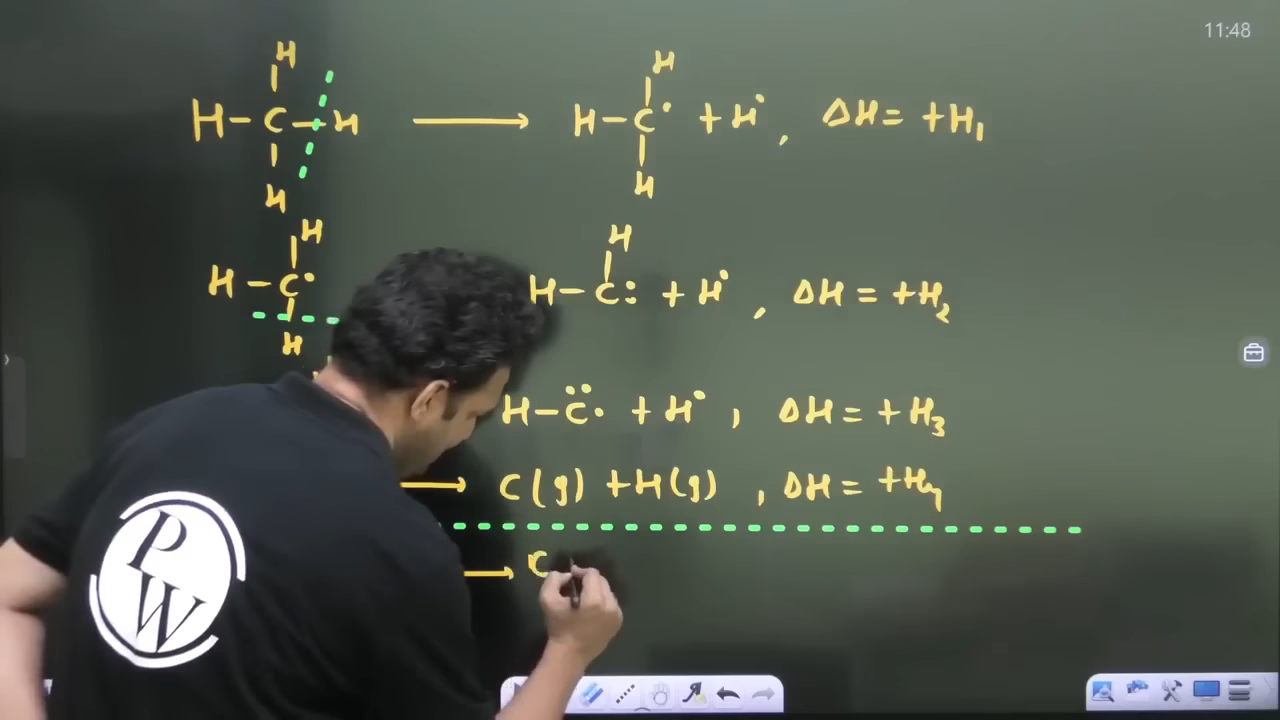 11:48
H
H–C–H ⟶ H–C• + H•, ΔH = +H₁
H
H
H
H
H–C• H–C: + H•, ΔH = +H₂
H
H–C̈• + H•, ΔH = +H₃
⟶ C(g) + H(g), ΔH = +H₄
⟶ C
PW